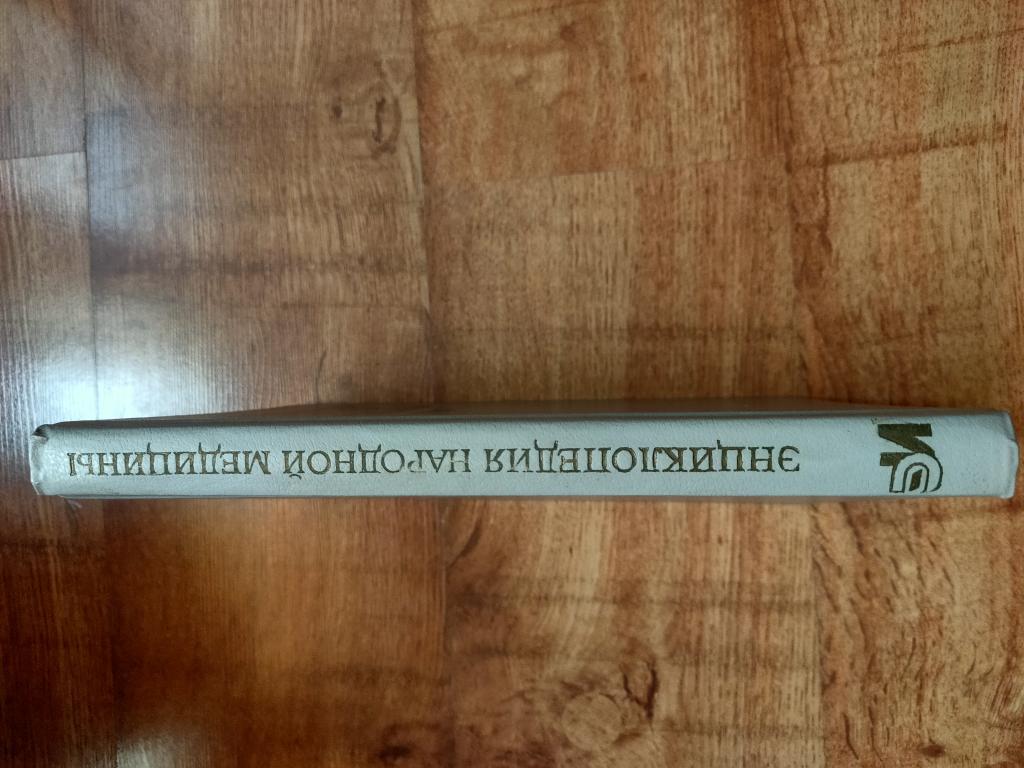 ЭНЦИКЛОПЕДИЯ НАРОДНОЙ МЕДИЦИНЫ